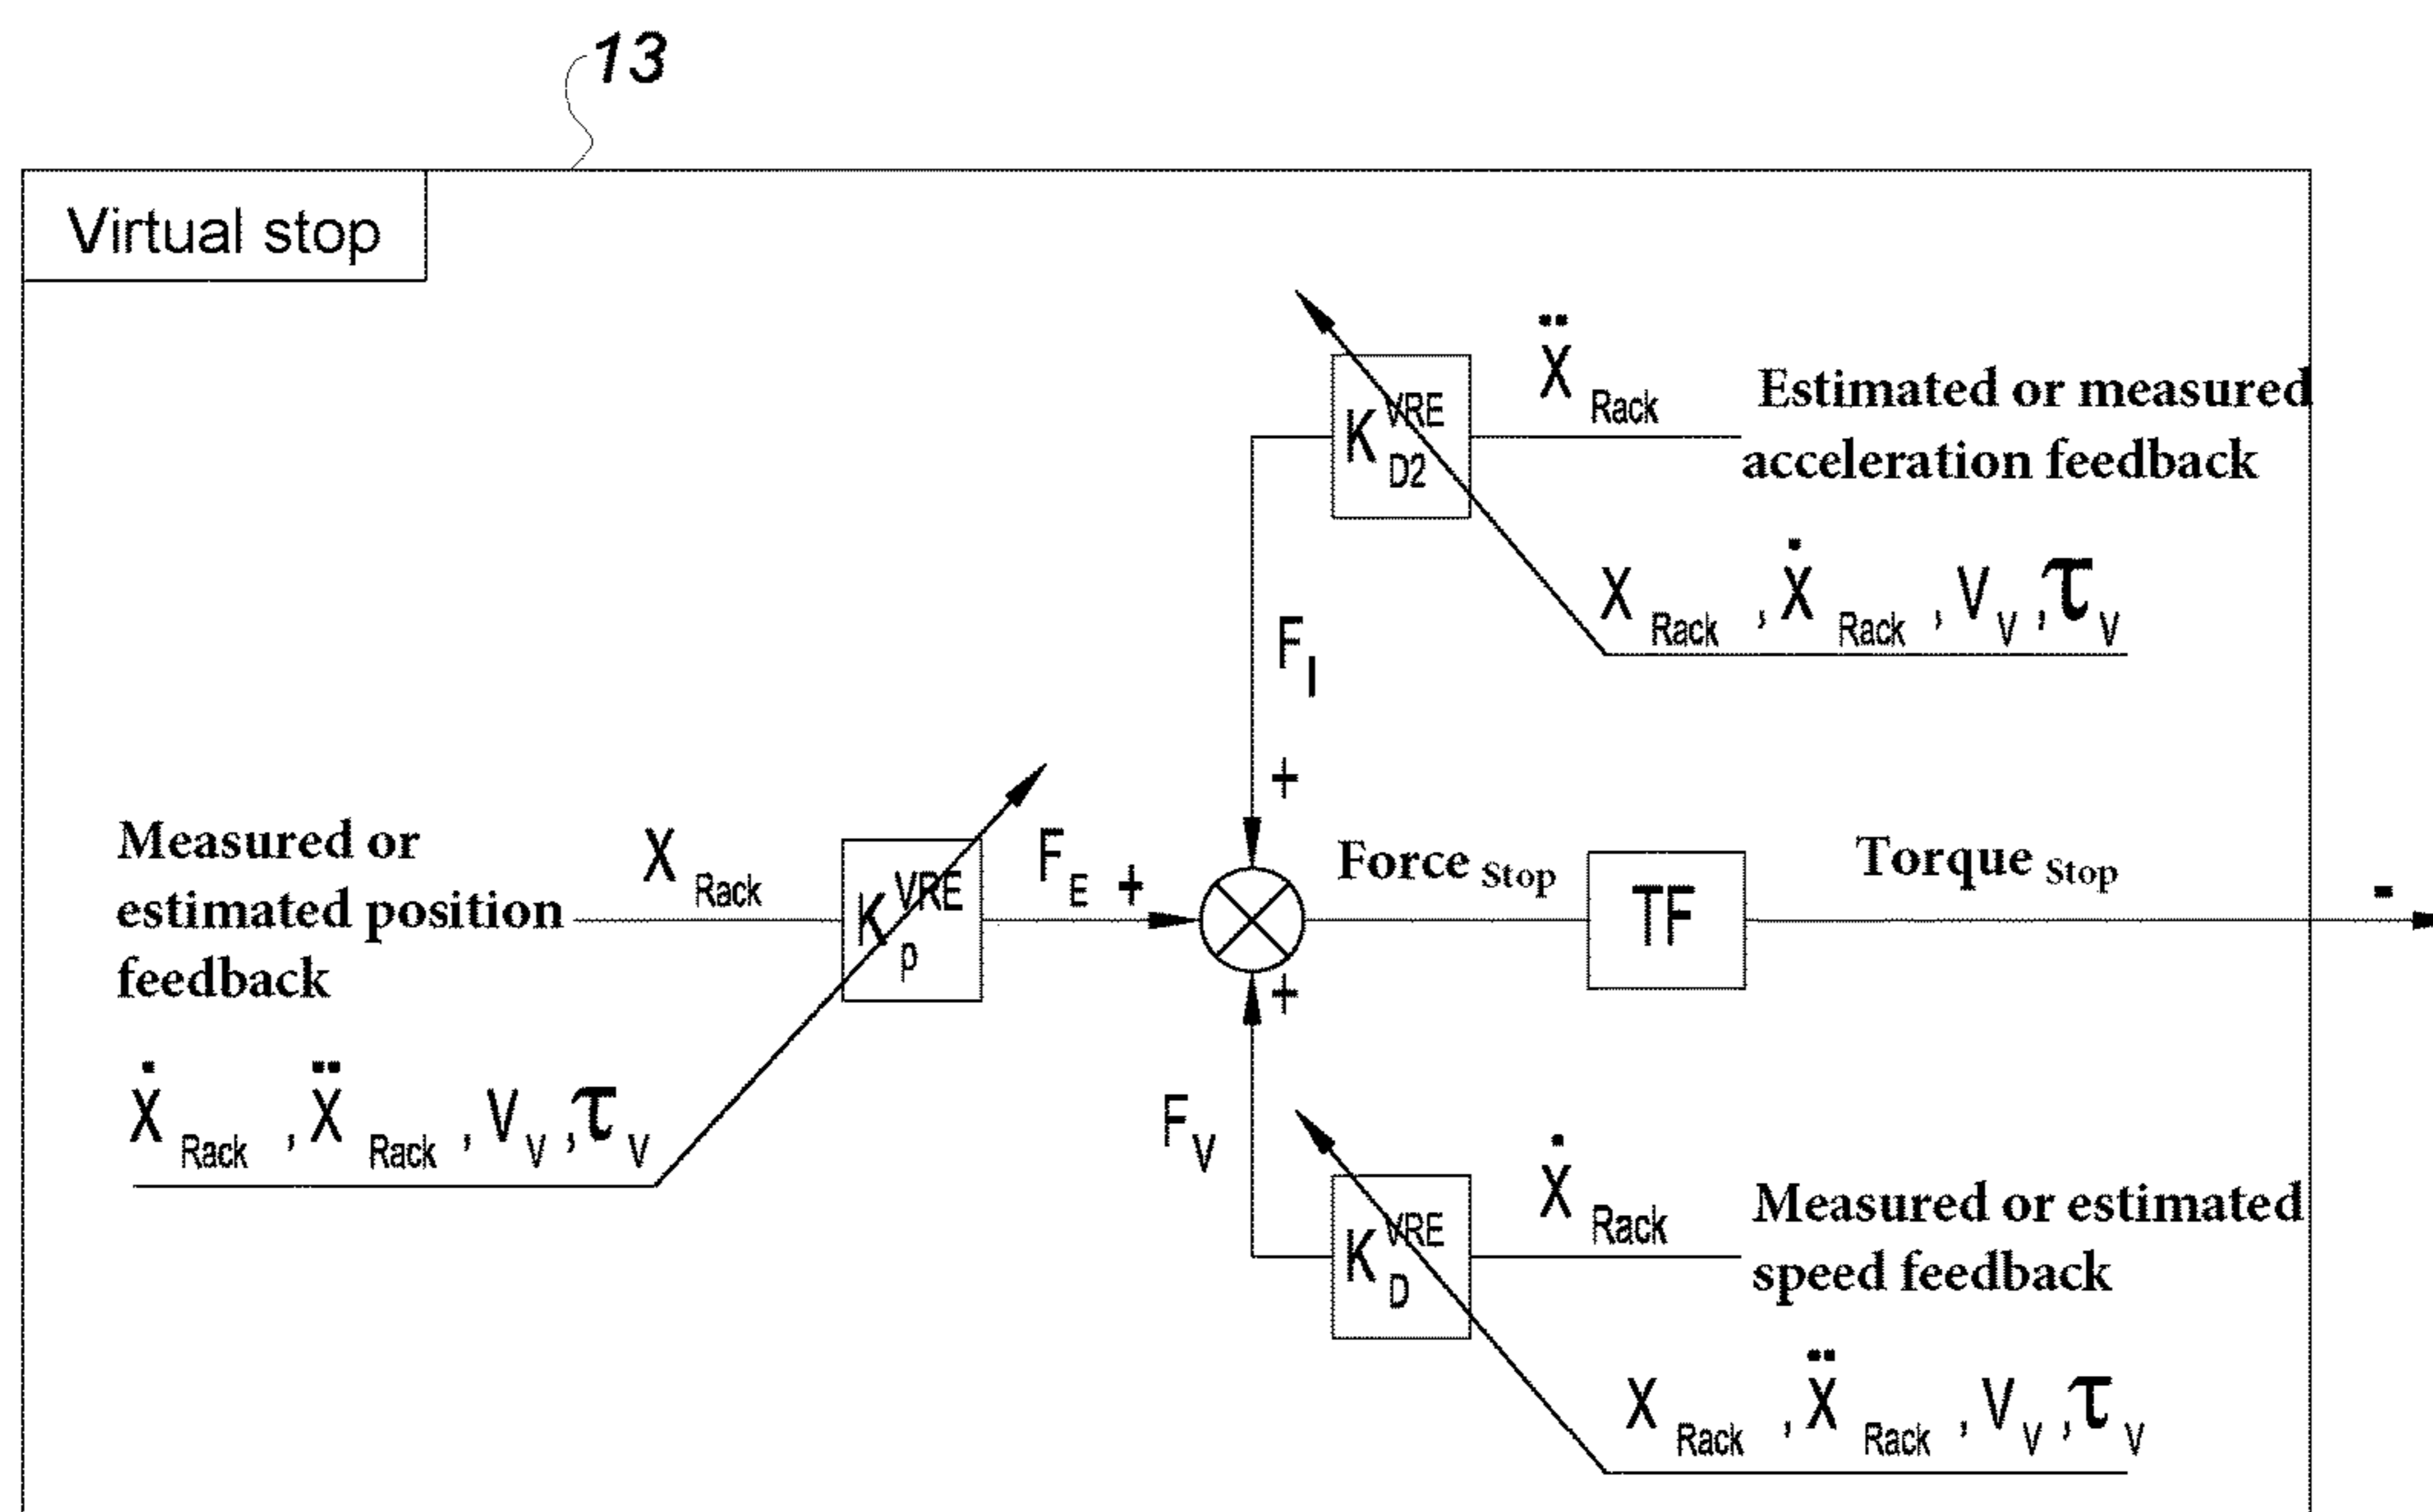 13
Virtual stop
Ẍ Rack
Estimated or measured
acceleration feedback
K VRE D2
X Rack , Ẋ Rack , V V , τ V
F I
+
Measured or
estimated position
feedback
X Rack
K VRE p
F E +
Force Stop
TF
Torque Stop
-
+
Ẋ Rack , Ẍ Rack , V V , τ V
F V
K VRE D
Ẋ Rack
Measured or estimated
speed feedback
X Rack , Ẍ Rack , V V , τ V